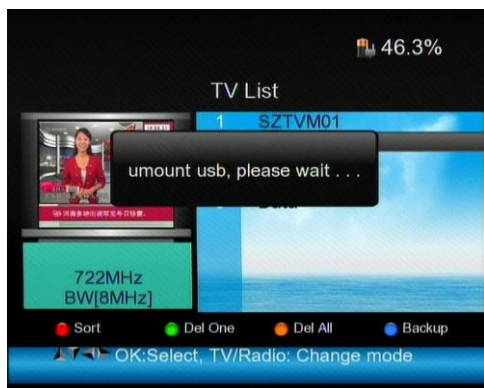 46.3%
TV List
1 SZTVM01
umount usb, please wait . . .
722MHz
BW[8MHz]
Sort
Del One
Del All
Backup
OK:Select, TV/Radio: Change mode